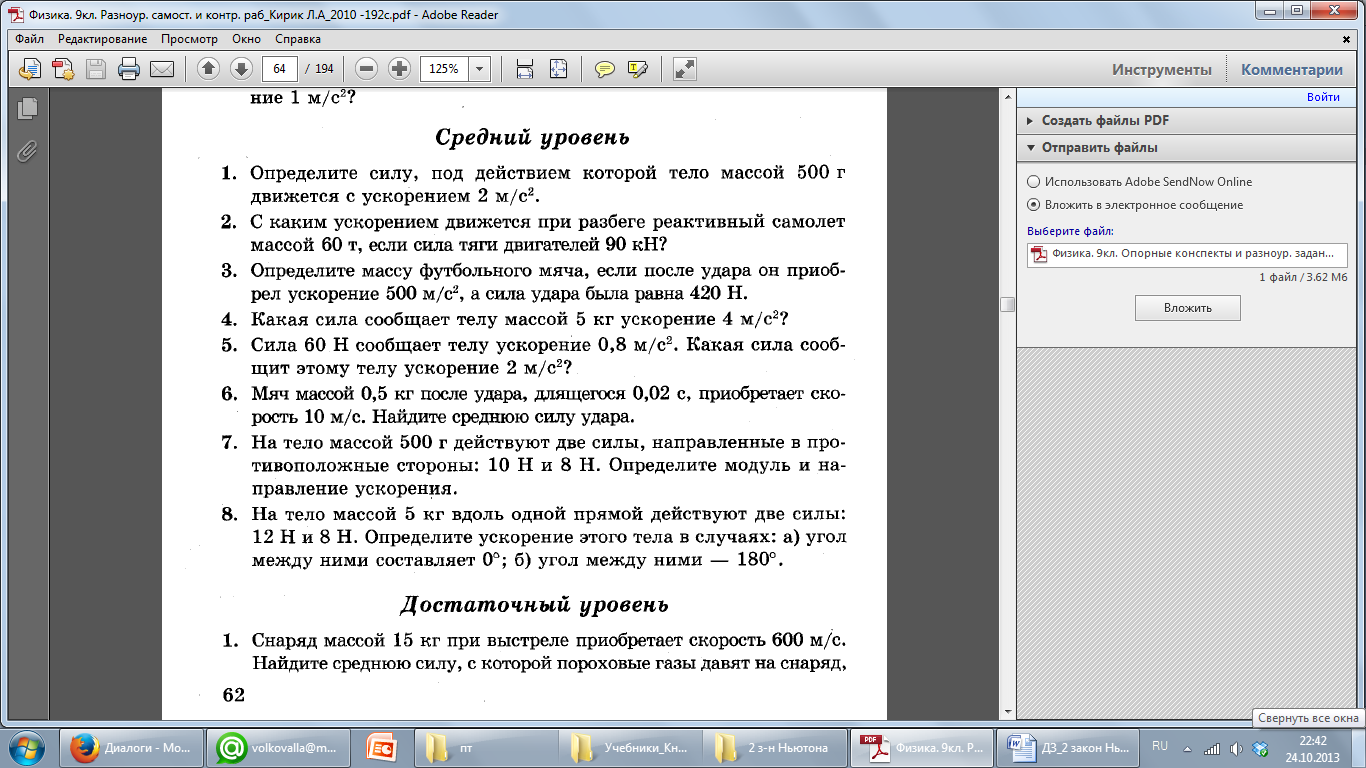 Физика. 9кл. Разноур. самост. и контр. раб_Кирик Л.А_2010 -192с.pdf - Adobe Reader
Файл Редактирование Просмотр Окно Справка
64 / 194 125% Инструменты Комментарии
Войти
ние 1 м/с²?
Средний уровень
1. Определите силу, под действием которой тело массой 500 г
движется с ускорением 2 м/с².
2. С каким ускорением движется при разбеге реактивный самолет
массой 60 т, если сила тяги двигателей 90 кН?
3. Определите массу футбольного мяча, если после удара он приоб-
рел ускорение 500 м/с², а сила удара была равна 420 Н.
4. Какая сила сообщает телу массой 5 кг ускорение 4 м/с²?
5. Сила 60 Н сообщает телу ускорение 0,8 м/с². Какая сила сооб-
щит этому телу ускорение 2 м/с²?
6. Мяч массой 0,5 кг после удара, длящегося 0,02 с, приобретает ско-
рость 10 м/с. Найдите среднюю силу удара.
7. На тело массой 500 г действуют две силы, направленные в про-
тивоположные стороны: 10 Н и 8 Н. Определите модуль и на-
правление ускорения.
8. На тело массой 5 кг вдоль одной прямой действуют две силы:
12 Н и 8 Н. Определите ускорение этого тела в случаях: а) угол
между ними составляет 0°; б) угол между ними — 180°.
Достаточный уровень
1. Снаряд массой 15 кг при выстреле приобретает скорость 600 м/с.
Найдите среднюю силу, с которой пороховые газы давят на снаряд,
62
Создать файлы PDF
Отправить файлы
Использовать Adobe SendNow Online
Вложить в электронное сообщение
Выберите файл:
Физика. 9кл. Опорные конспекты и разноур. задан...
1 файл / 3.62 Мб
Вложить
Свернуть все окна
Диалоги - Mo... volkovalla@m... пт Учебники_Кн... 2 з-н Ньютона Физика. 9кл. Р... ДЗ_2 закон Нь... RU 22:42
24.10.2013